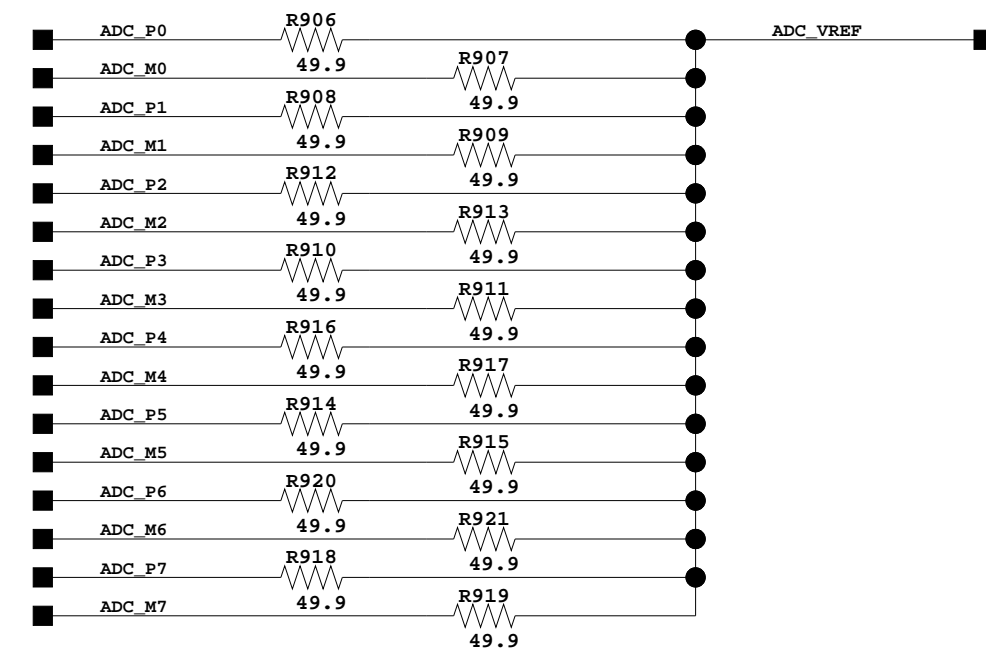 R906
ADC_P0 ADC_VREF
49.9 R907
ADC_M0
R908 49.9
ADC_P1
49.9 R909
ADC_M1
R912 49.9
ADC_P2
49.9 R913
ADC_M2
R910 49.9
ADC_P3
49.9 R911
ADC_M3
R916 49.9
ADC_P4
49.9 R917
ADC_M4
R914 49.9
ADC_P5
49.9 R915
ADC_M5
R920 49.9
ADC_P6
49.9 R921
ADC_M6
R918 49.9
ADC_P7
49.9 R919
ADC_M7
49.9